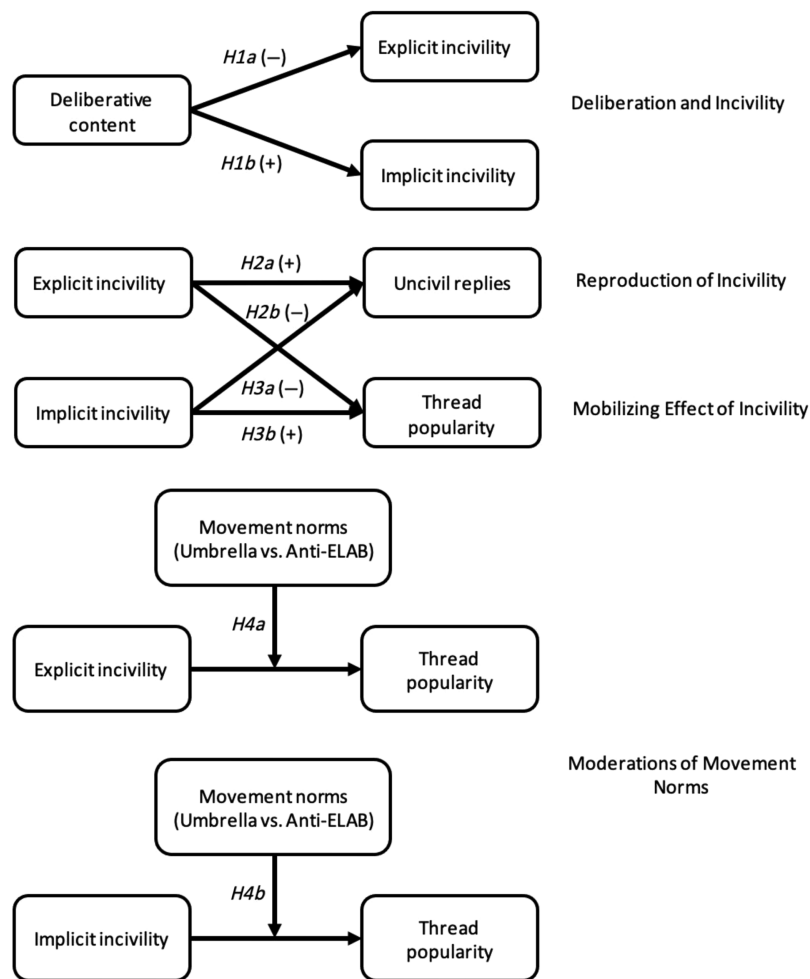 H1a (−)
Explicit incivility
Deliberative
content
Deliberation and Incivility
H1b (+)
Implicit incivility
Explicit incivility
H2a (+)
Uncivil replies
Reproduction of Incivility
H2b (−)
Implicit incivility
H3a (−)
H3b (+)
Thread
popularity
Mobilizing Effect of Incivility
Movement norms
(Umbrella vs. Anti-ELAB)
H4a
Explicit incivility
Thread
popularity
Moderations of Movement
Norms
Movement norms
(Umbrella vs. Anti-ELAB)
H4b
Implicit incivility
Thread
popularity